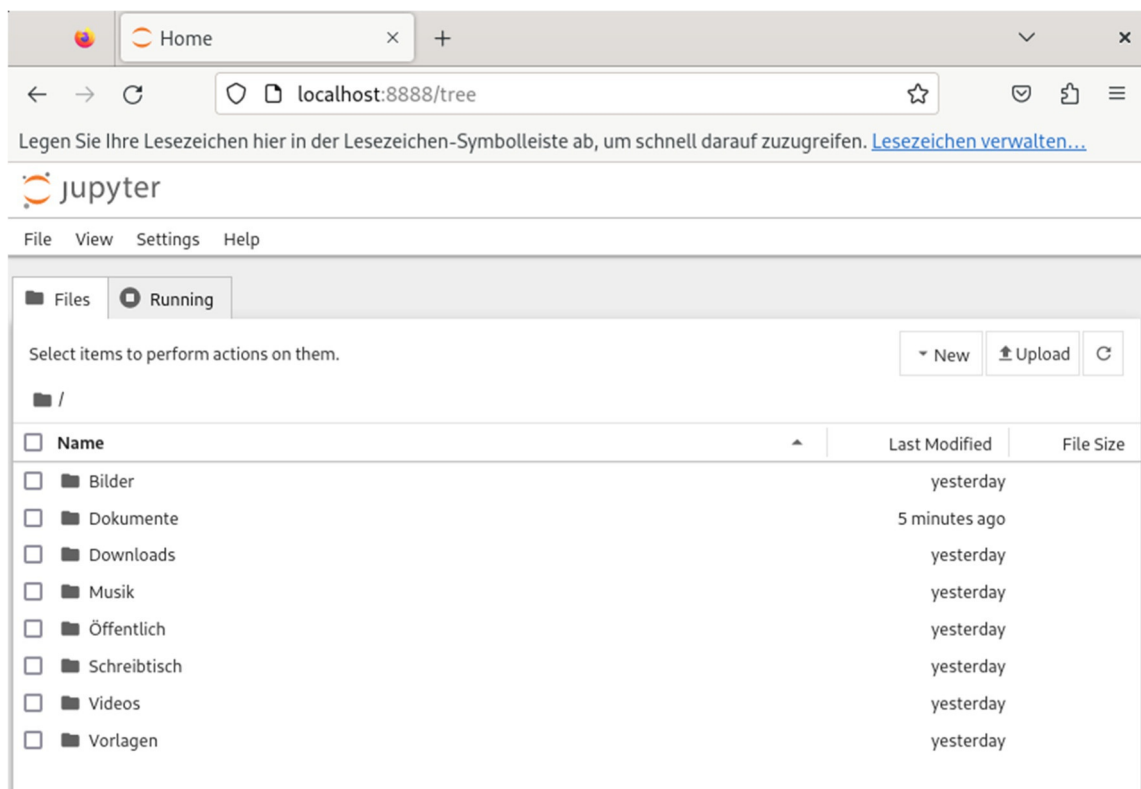 Home
localhost:8888/tree
Legen Sie Ihre Lesezeichen hier in der Lesezeichen-Symbolleiste ab, um schnell darauf zuzugreifen. Lesezeichen verwalten...
jupyter
File View Settings Help
Files Running
Select items to perform actions on them. New Upload
/
Name Last Modified File Size
Bilder yesterday
Dokumente 5 minutes ago
Downloads yesterday
Musik yesterday
Öffentlich yesterday
Schreibtisch yesterday
Videos yesterday
Vorlagen yesterday